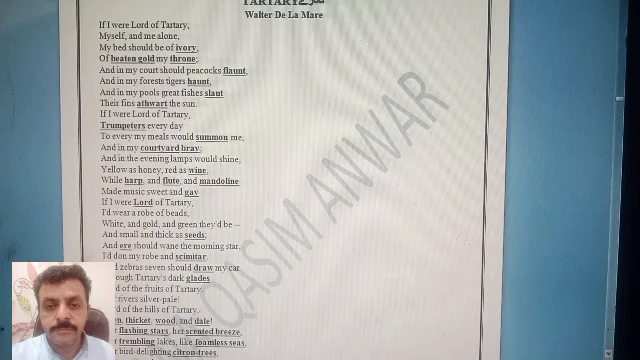 TARTARY
Walter De La Mare
If I were Lord of Tartary,
Myself, and me alone,
My bed should be of ivory,
Of beaten gold my throne;
And in my court should peacocks flaunt,
And in my forests tigers haunt,
And in my pools great fishes slant
Their fins athwart the sun.
If I were Lord of Tartary,
Trumpeters every day
To every my meals would summon me,
And in my courtyard bray;
And in the evening lamps would shine,
Yellow as honey, red as wine,
While harp, and flute, and mandoline
Made music sweet and gay
If I were Lord of Tartary,
I'd wear a robe of beads,
White, and gold, and green they'd be —
And small and thick as seeds;
And ere should wane the morning star,
I'd don my robe and scimitar.
zebras seven should draw my car
Tartary's dark glades
of the fruits of Tartary.
rivers silver-pale!
of the hills of Tartary.
thicket, wood, and dale!
flashing stars, her scented breeze,
trembling lakes, like foamless seas,
bird-delighting citron-trees,
QASIM ANWAR